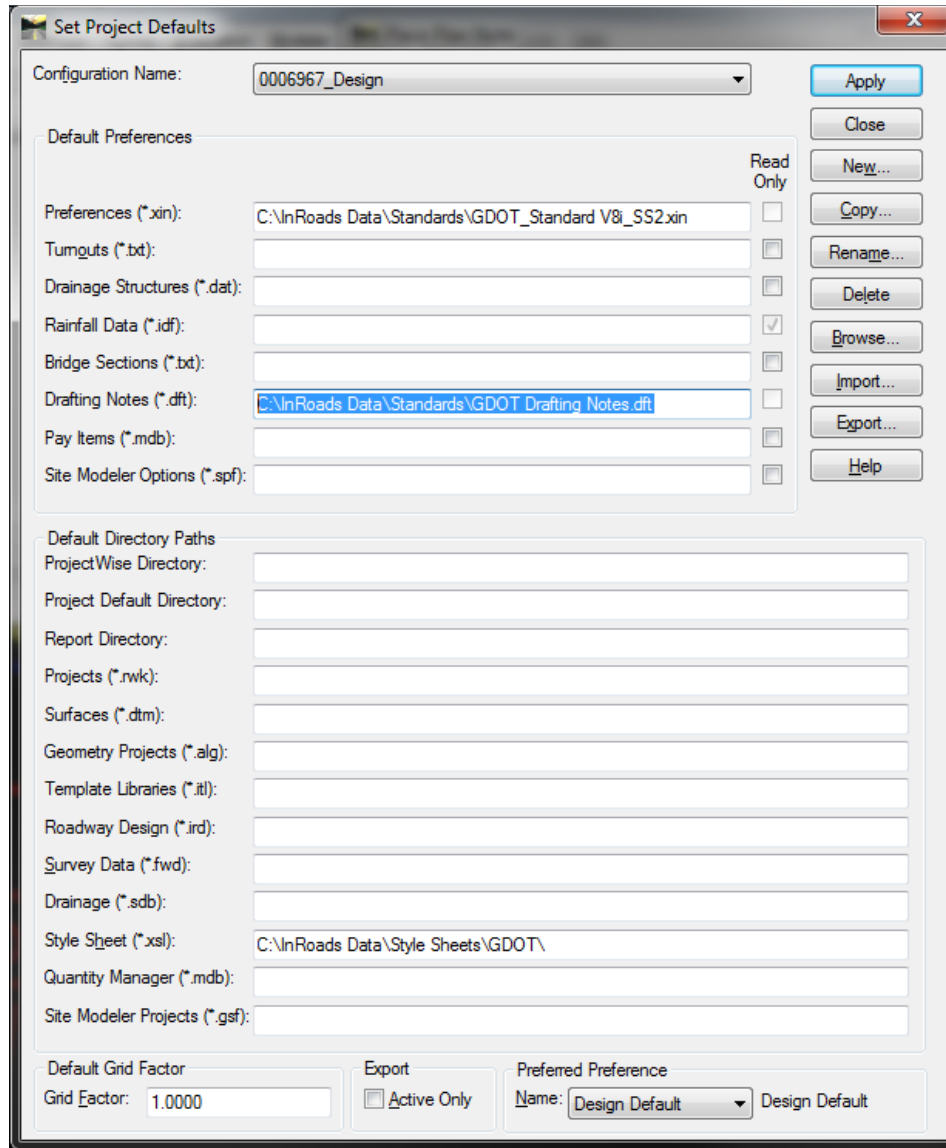 Set Project Defaults
Configuration Name: 0006967_Design
Apply
Close
New...
Copy...
Rename...
Delete
Browse...
Import...
Export...
Help
Default Preferences
Read Only
Preferences (*.xin): C:\InRoads Data\Standards\GDOT_Standard V8i_SS2.xin
Turnouts (*.txt):
Drainage Structures (*.dat):
Rainfall Data (*.idf):
Bridge Sections (*.txt):
Drafting Notes (*.dft): C:\InRoads Data\Standards\GDOT Drafting Notes.dft
Pay Items (*.mdb):
Site Modeler Options (*.spf):
Default Directory Paths
ProjectWise Directory:
Project Default Directory:
Report Directory:
Projects (*.rwk):
Surfaces (*.dtm):
Geometry Projects (*.alg):
Template Libraries (*.itl):
Roadway Design (*.ird):
Survey Data (*.fwd):
Drainage (*.sdb):
Style Sheet (*.xsl): C:\InRoads Data\Style Sheets\GDOT\
Quantity Manager (*.mdb):
Site Modeler Projects (*.gsf):
Default Grid Factor
Grid Factor: 1.0000
Export
Active Only
Preferred Preference
Name: Design Default Design Default